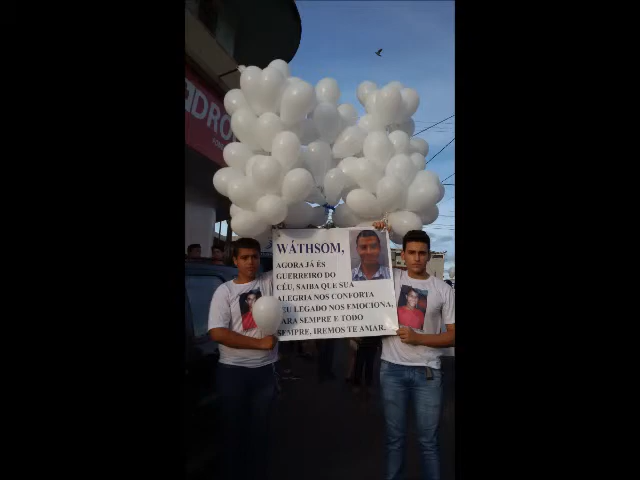 DRO
WÁTHSOM,
AGORA JÁ ÉS
GUERREIRO DO
CÉU, SAIBA QUE SUA
ALEGRIA NOS CONFORTA
SEU LEGADO NOS EMOCIONA,
PARA SEMPRE E TODO
SEMPRE, IREMOS TE AMAR.